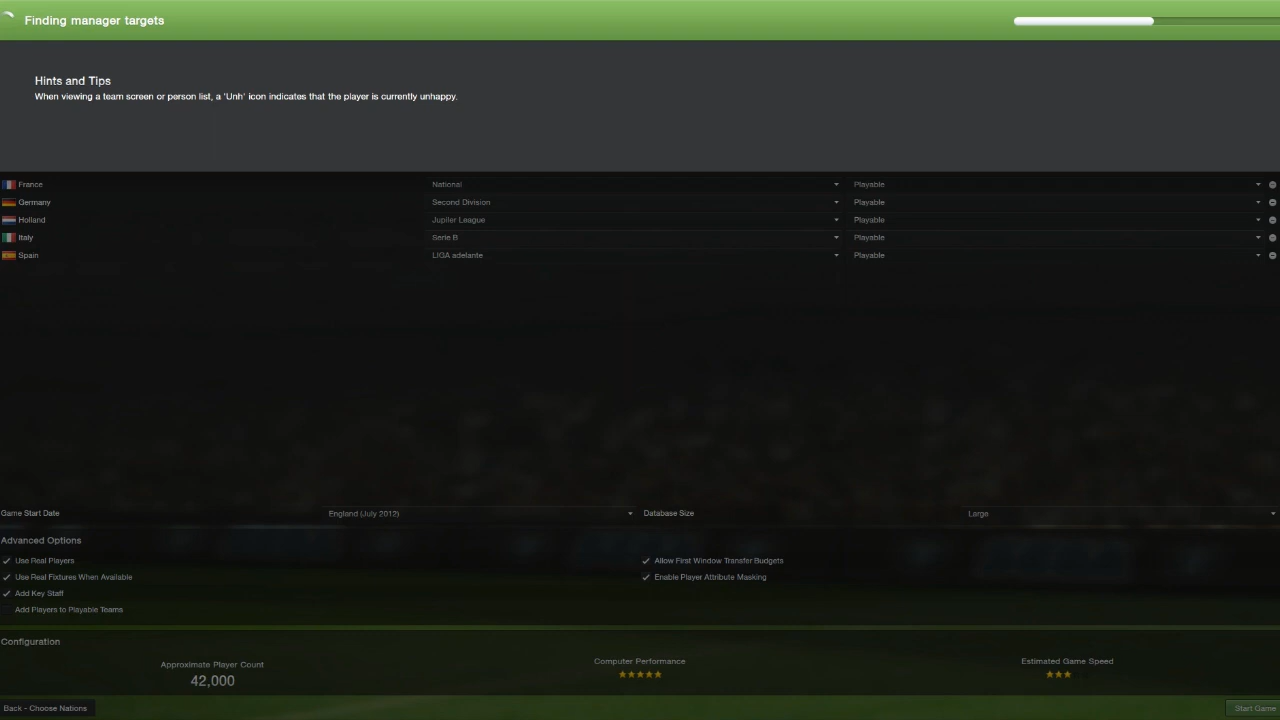 Finding manager targets
Hints and Tips
When viewing a team screen or person list, a 'Unh' icon indicates that the player is currently unhappy.
France National Playable
Germany Second Division Playable
Holland Jupiler League Playable
Italy Serie B Playable
Spain LIGA adelante Playable
Game Start Date England (July 2012) Database Size Large
Advanced Options
Use Real Players Allow First Window Transfer Budgets
Use Real Fixtures When Available Enable Player Attribute Masking
Add Key Staff
Add Players to Playable Teams
Configuration
Approximate Player Count Computer Performance Estimated Game Speed
42,000
Back - Choose Nations Start Game